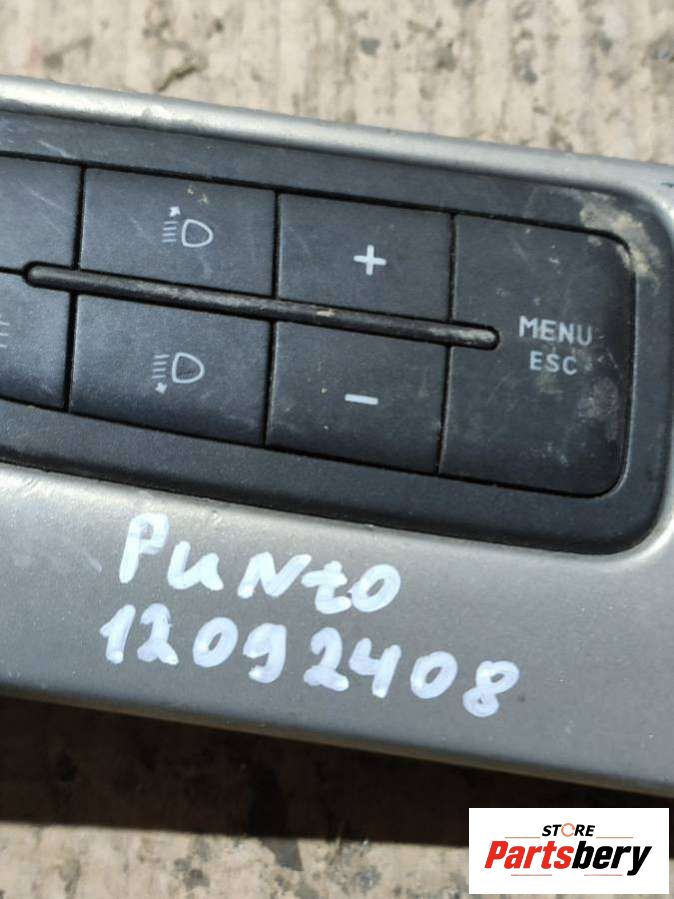 +
MENU
ESC
-
Punto
12092408
STORE
Partsbery